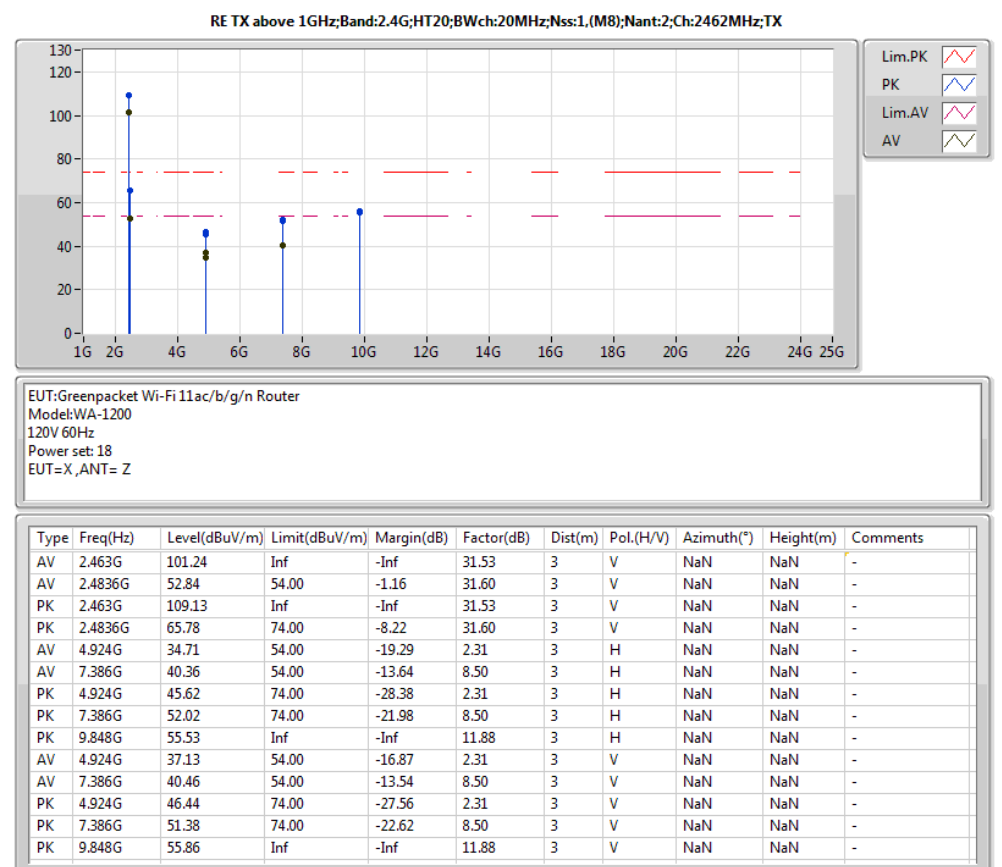 RE TX above 1GHz;Band:2.4G;HT20;BWch:20MHz;Nss:1,(M8);Nant:2;Ch:2462MHz;TX
130
120
100
80
60
40
20
0
1G 2G 4G 6G 8G 10G 12G 14G 16G 18G 20G 22G 24G 25G
Lim.PK
PK
Lim.AV
AV
EUT:Greenpacket Wi-Fi 11ac/b/g/n Router
Model:WA-1200
120V 60Hz
Power set: 18
EUT=X ,ANT= Z
Type Freq(Hz) Level(dBuV/m) Limit(dBuV/m) Margin(dB) Factor(dB) Dist(m) Pol.(H/V) Azimuth(°) Height(m) Comments
AV 2.463G 101.24 Inf -Inf 31.53 3 V NaN NaN -
AV 2.4836G 52.84 54.00 -1.16 31.60 3 V NaN NaN -
PK 2.463G 109.13 Inf -Inf 31.53 3 V NaN NaN -
PK 2.4836G 65.78 74.00 -8.22 31.60 3 V NaN NaN -
AV 4.924G 34.71 54.00 -19.29 2.31 3 H NaN NaN -
AV 7.386G 40.36 54.00 -13.64 8.50 3 H NaN NaN -
PK 4.924G 45.62 74.00 -28.38 2.31 3 H NaN NaN -
PK 7.386G 52.02 74.00 -21.98 8.50 3 H NaN NaN -
PK 9.848G 55.53 Inf -Inf 11.88 3 H NaN NaN -
AV 4.924G 37.13 54.00 -16.87 2.31 3 V NaN NaN -
AV 7.386G 40.46 54.00 -13.54 8.50 3 V NaN NaN -
PK 4.924G 46.44 74.00 -27.56 2.31 3 V NaN NaN -
PK 7.386G 51.38 74.00 -22.62 8.50 3 V NaN NaN -
PK 9.848G 55.86 Inf -Inf 11.88 3 V NaN NaN -